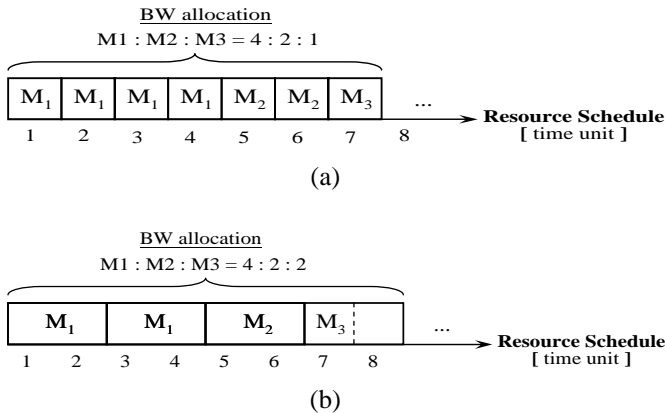 BW allocation
M1 : M2 : M3 = 4 : 2 : 1
M1 M1 M1 M1 M2 M2 M3 ...
Resource Schedule
1 2 3 4 5 6 7 8
[ time unit ]
(a)
BW allocation
M1 : M2 : M3 = 4 : 2 : 2
M1 M1 M2 M3 ...
Resource Schedule
1 2 3 4 5 6 7 8
[ time unit ]
(b)